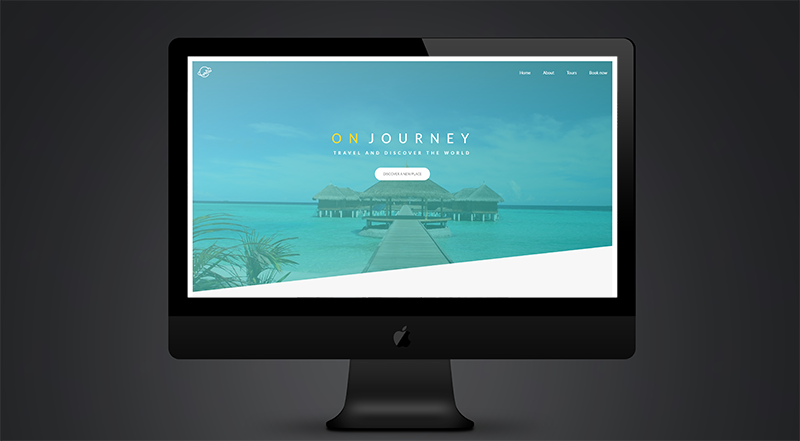 Home About Tours Book now
ON JOURNEY
TRAVEL AND DISCOVER THE WORLD
DISCOVER A NEW PLACE